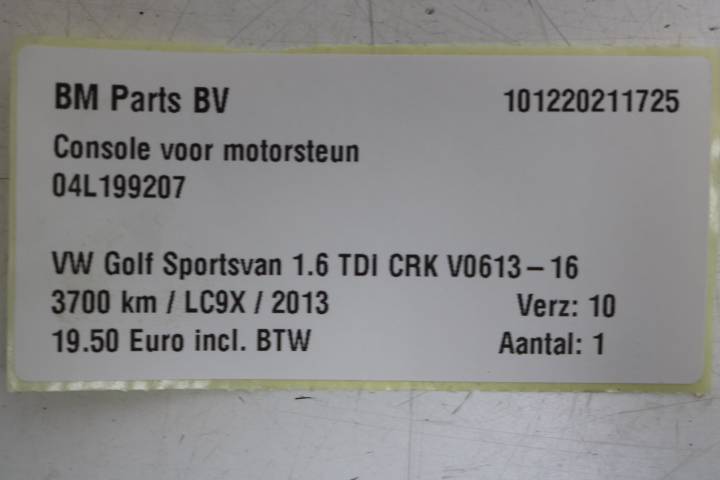 BM Parts BV 101220211725
Console voor motorsteun
04L199207
VW Golf Sportsvan 1.6 TDI CRK V0613-16
3700 km / LC9X / 2013 Verz: 10
19.50 Euro incl. BTW Aantal: 1